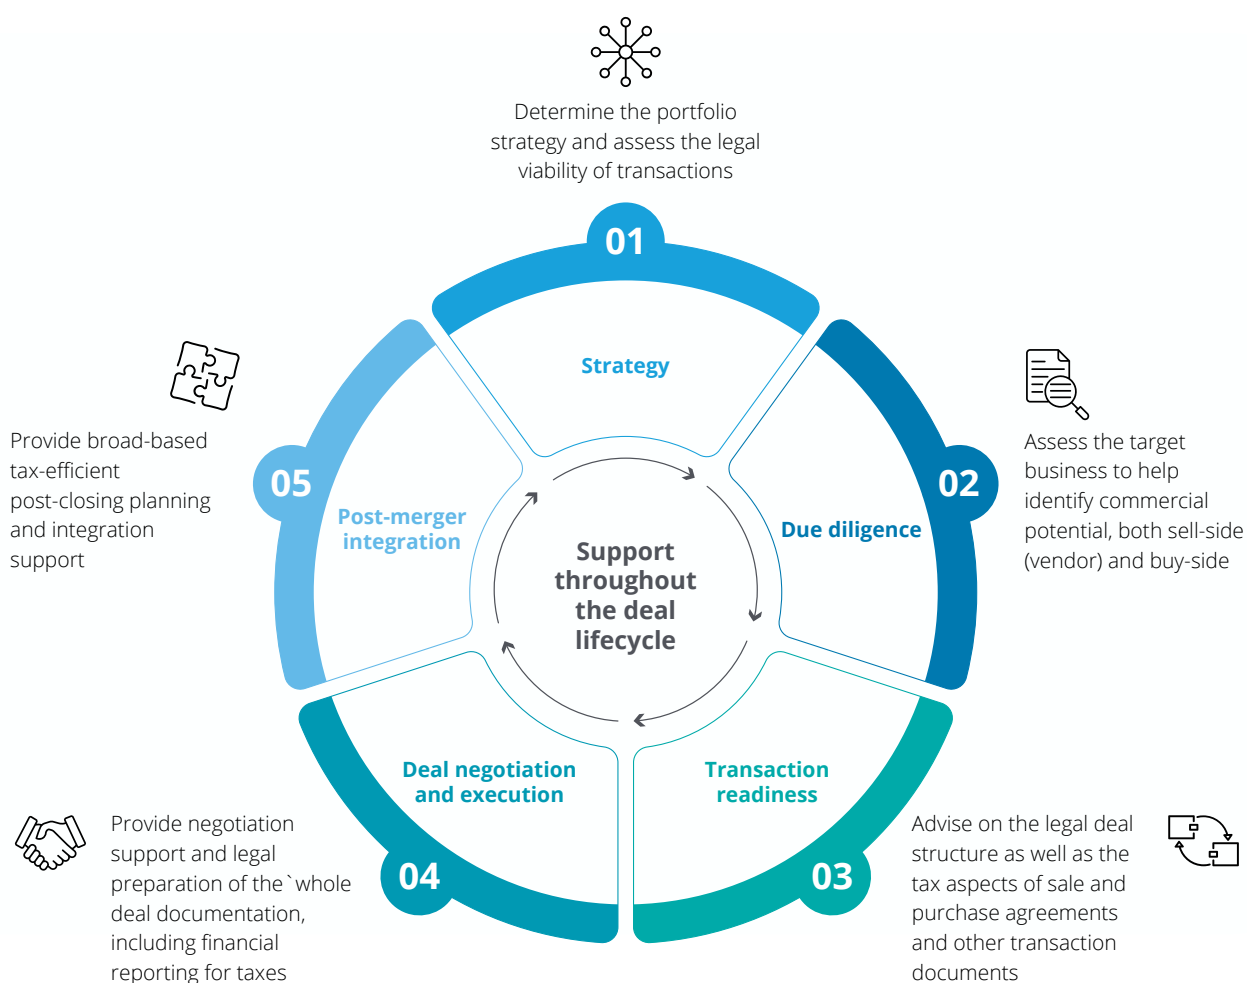 Determine the portfolio
strategy and assess the legal
viability of transactions
01
Strategy
02
Due diligence
Assess the target
business to help
identify commercial
potential, both sell-side
(vendor) and buy-side
03
Transaction
readiness
Advise on the legal deal
structure as well as the
tax aspects of sale and
purchase agreements
and other transaction
documents
04
Deal negotiation
and execution
Provide negotiation
support and legal
preparation of the`whole
deal documentation,
including financial
reporting for taxes
05
Post-merger
integration
Provide broad-based
tax-efficient
post-closing planning
and integration
support
Support
throughout
the deal
lifecycle